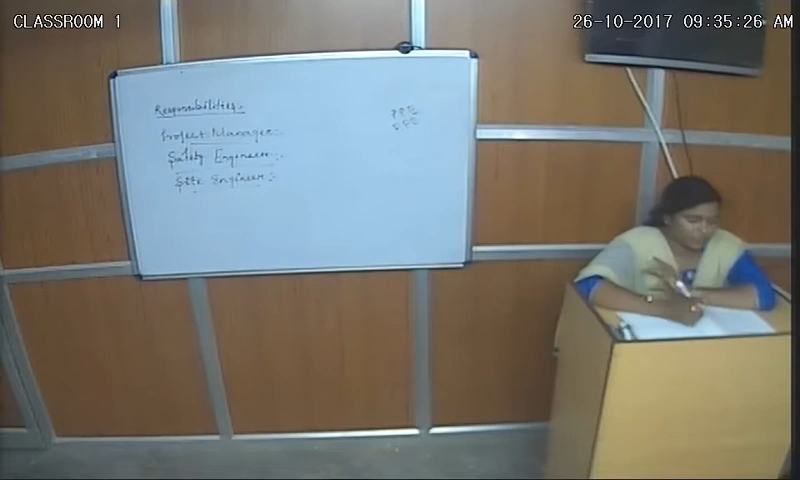 CLASSROOM 1
26-10-2017 09:35:26 AM
Responsibilities:-
Project Manager:-
Safety Engineer:-
Site Engineer:-